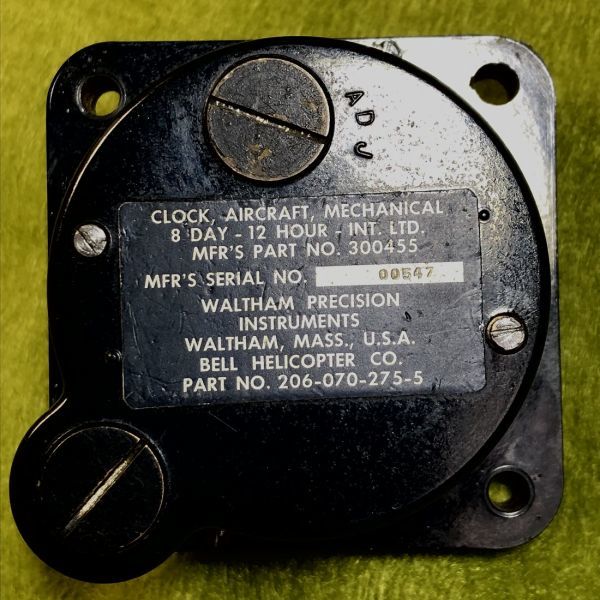 ADJ
CLOCK, AIRCRAFT, MECHANICAL
8 DAY - 12 HOUR - INT. LTD.
MFR'S PART NO. 300455
MFR'S SERIAL NO. 00547
WALTHAM PRECISION
INSTRUMENTS
WALTHAM, MASS., U.S.A.
BELL HELICOPTER CO.
PART NO. 206-070-275-5